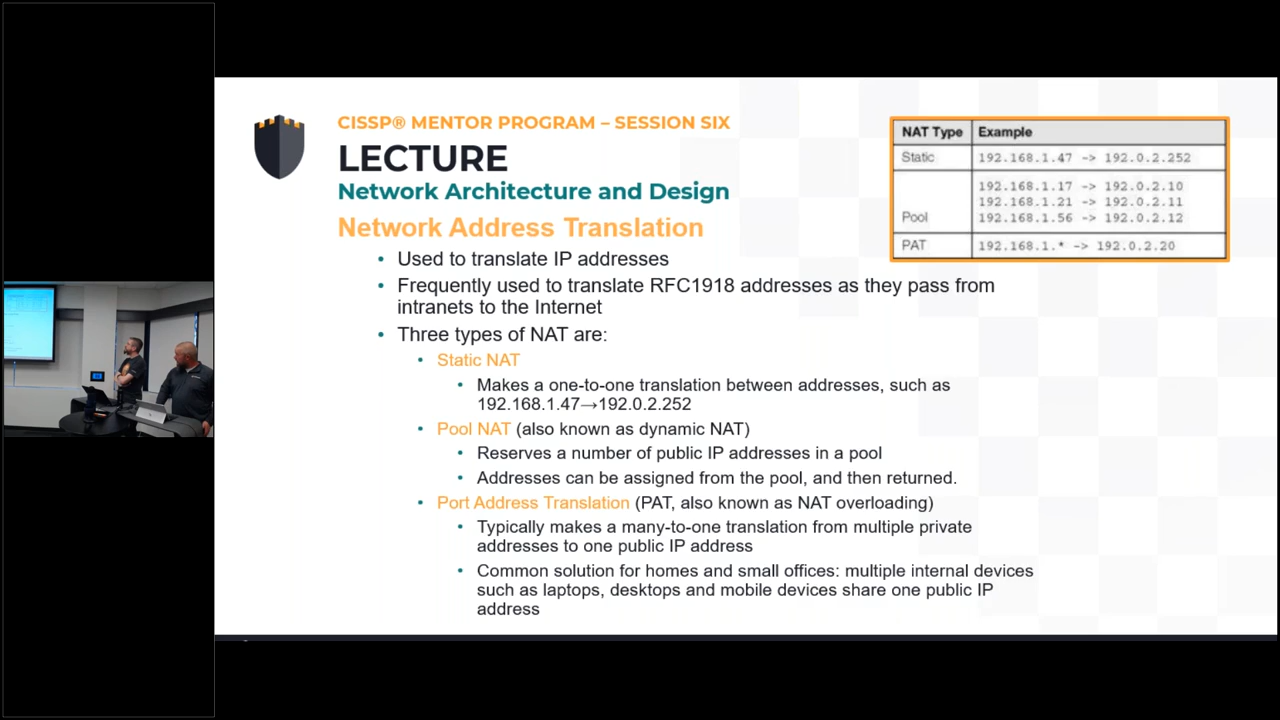 CISSP® MENTOR PROGRAM – SESSION SIX
LECTURE
Network Architecture and Design
Network Address Translation
• Used to translate IP addresses
• Frequently used to translate RFC1918 addresses as they pass from
intranets to the Internet
• Three types of NAT are:
• Static NAT
• Makes a one-to-one translation between addresses, such as
192.168.1.47→192.0.2.252
• Pool NAT (also known as dynamic NAT)
• Reserves a number of public IP addresses in a pool
• Addresses can be assigned from the pool, and then returned.
• Port Address Translation (PAT, also known as NAT overloading)
• Typically makes a many-to-one translation from multiple private
addresses to one public IP address
• Common solution for homes and small offices: multiple internal devices
such as laptops, desktops and mobile devices share one public IP
address
NAT Type Example
Static 192.168.1.47 -> 192.0.2.252
192.168.1.17 -> 192.0.2.10
192.168.1.21 -> 192.0.2.11
Pool 192.168.1.56 -> 192.0.2.12
PAT 192.168.1.* -> 192.0.2.20